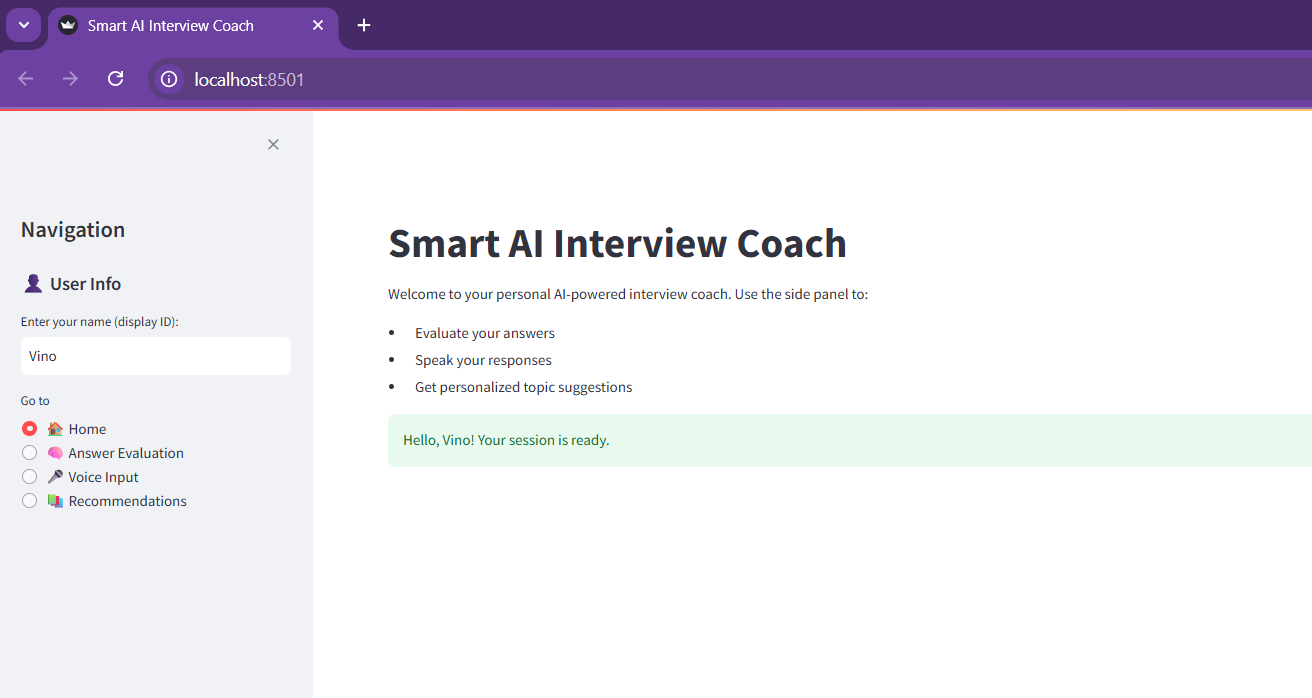 Smart AI Interview Coach
localhost:8501
Navigation
User Info
Enter your name (display ID):
Vino
Go to
Home
Answer Evaluation
Voice Input
Recommendations
Smart AI Interview Coach
Welcome to your personal AI-powered interview coach. Use the side panel to:
• Evaluate your answers
• Speak your responses
• Get personalized topic suggestions
Hello, Vino! Your session is ready.